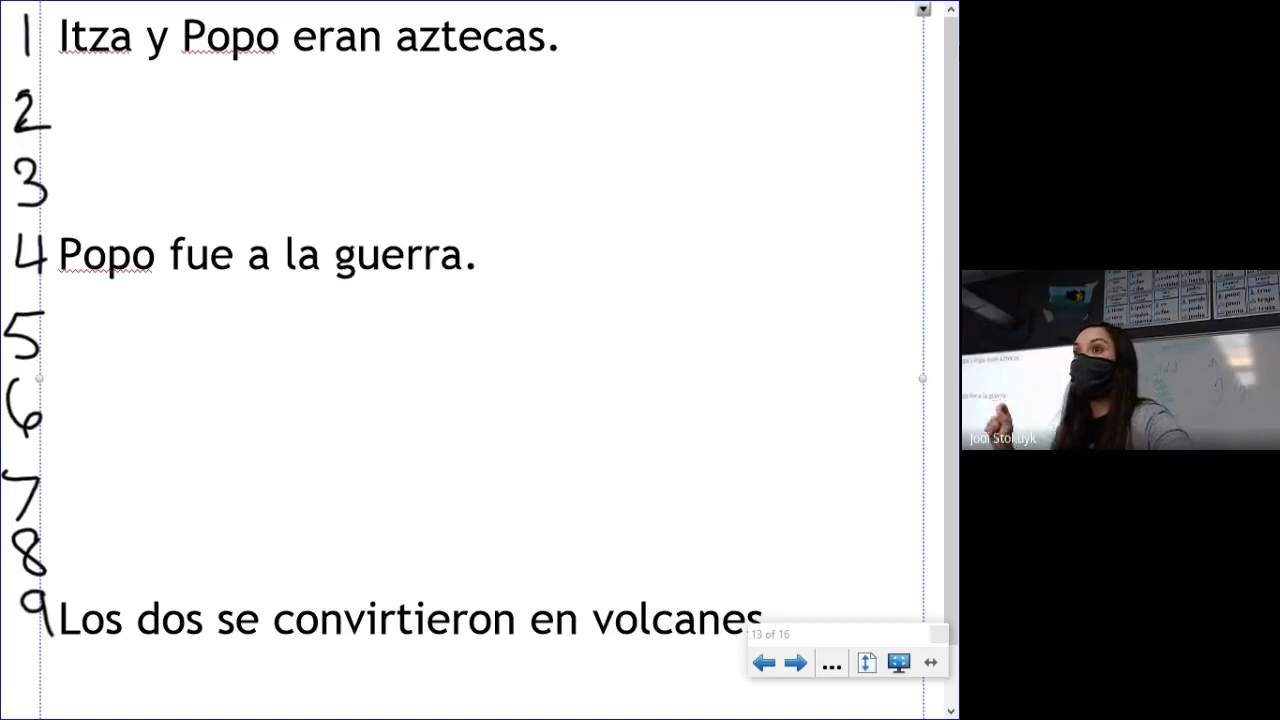 1 Itza y Popo eran aztecas.
2
3
4 Popo fue a la guerra.
5
6
7
8
9 Los dos se convirtieron en volcanes
13 of 16
Jodi Stokuyk